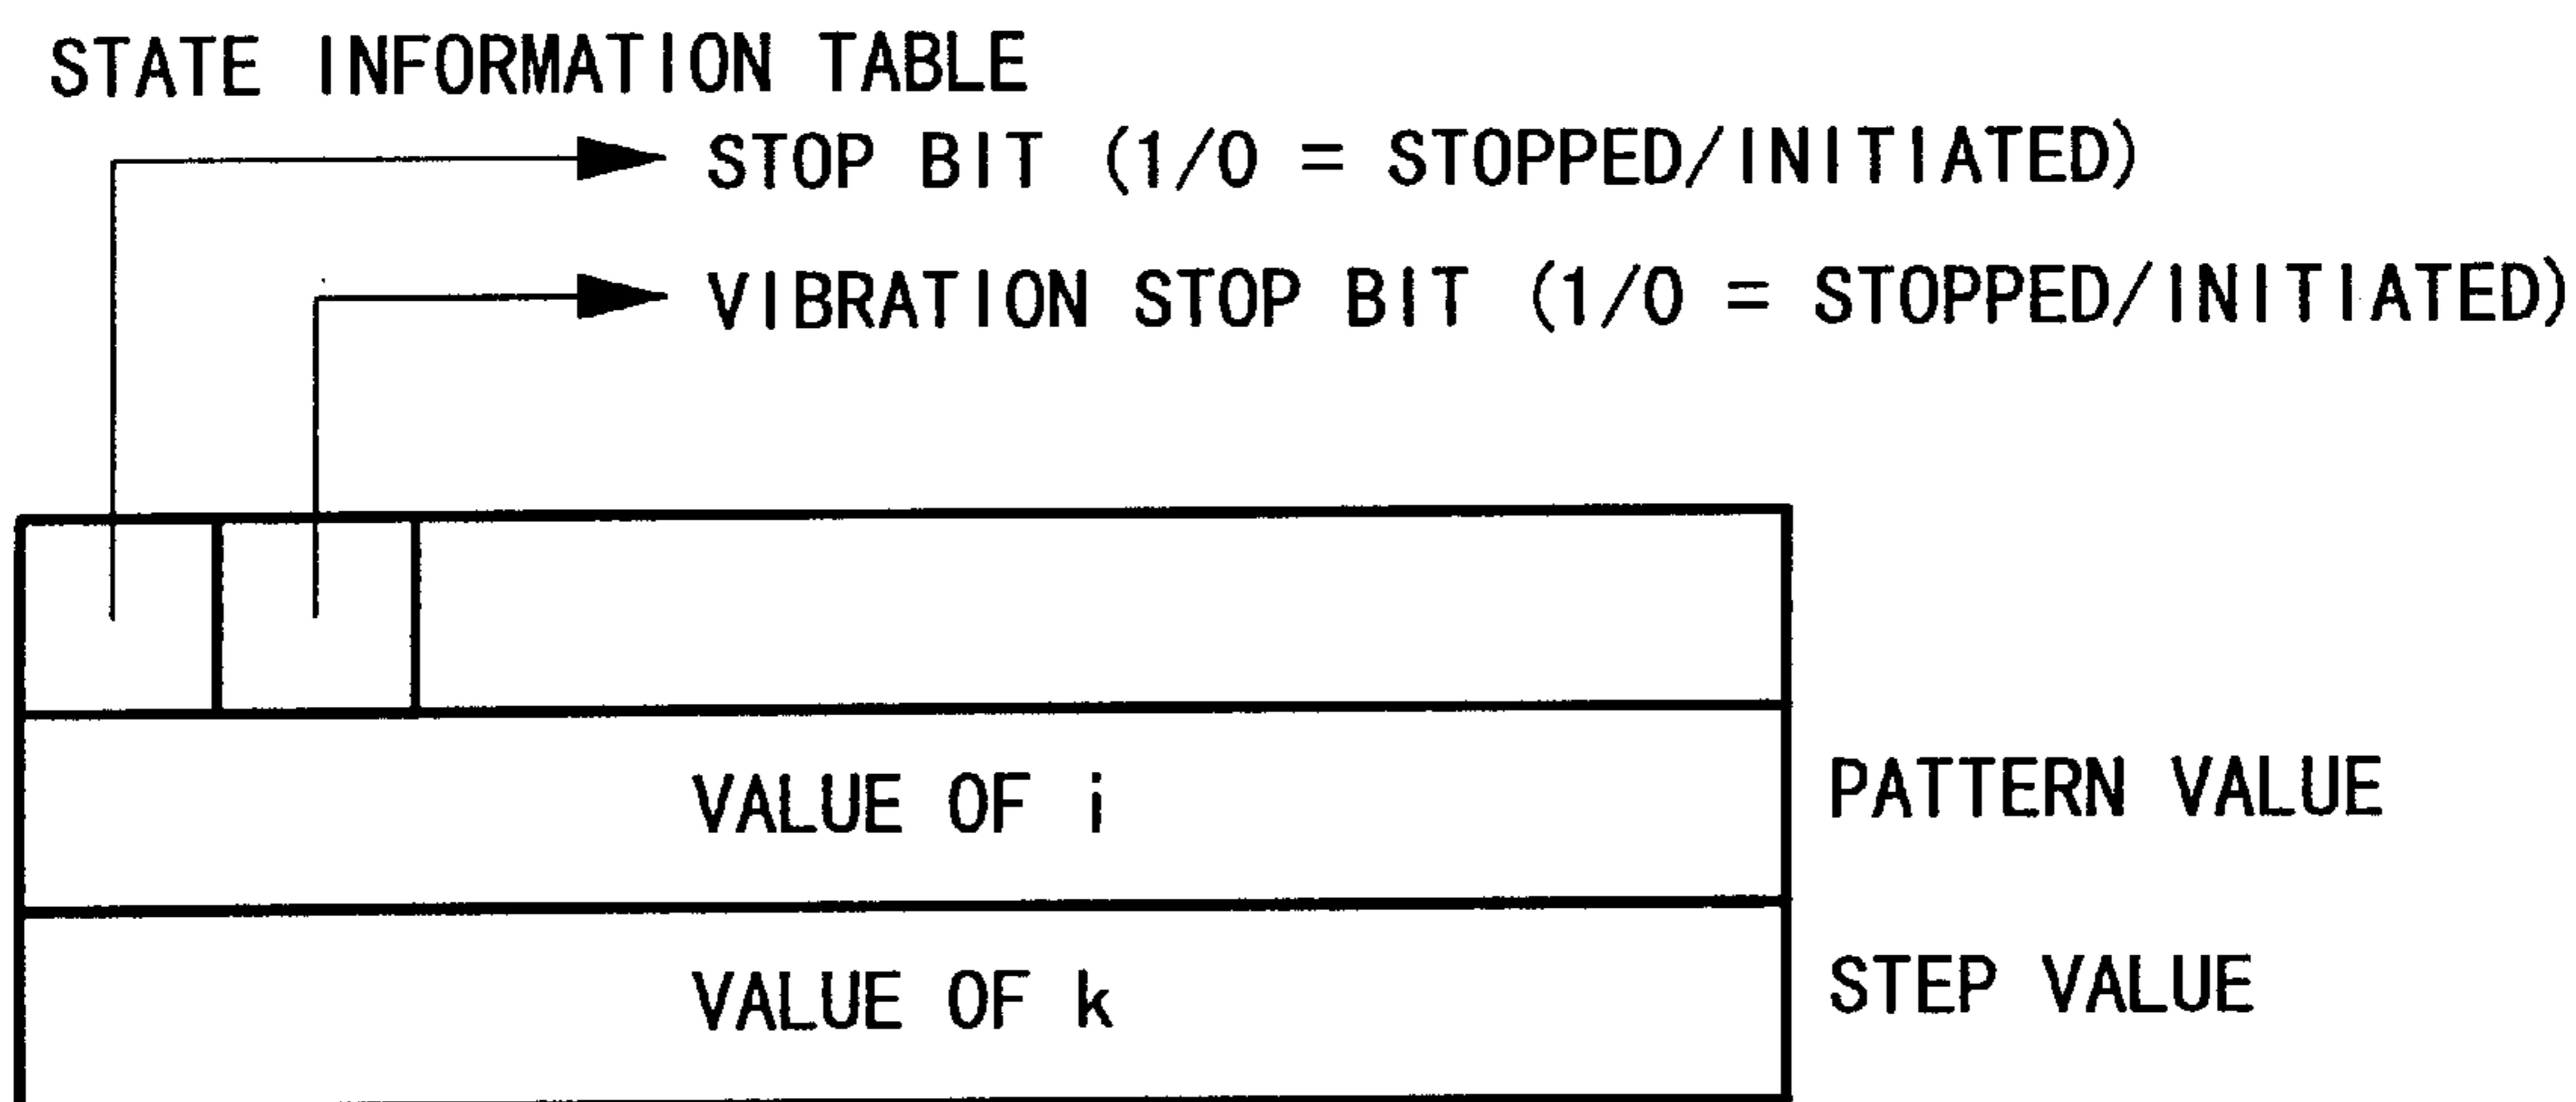 STATE INFORMATION TABLE
STOP BIT (1/0 = STOPPED/INITIATED)
VIBRATION STOP BIT (1/0 = STOPPED/INITIATED)
VALUE OF i
PATTERN VALUE
VALUE OF k
STEP VALUE